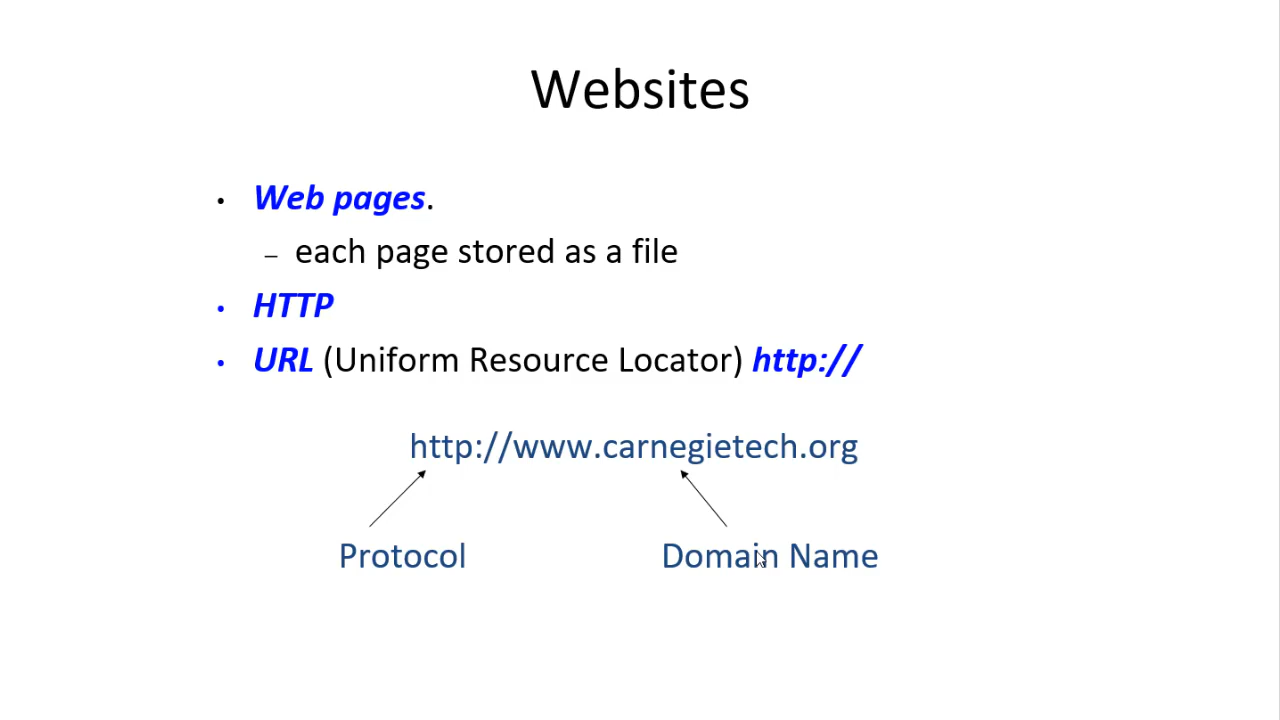 Websites
• Web pages.
– each page stored as a file
• HTTP
• URL (Uniform Resource Locator) http://
http://www.carnegietech.org
Protocol Domain Name